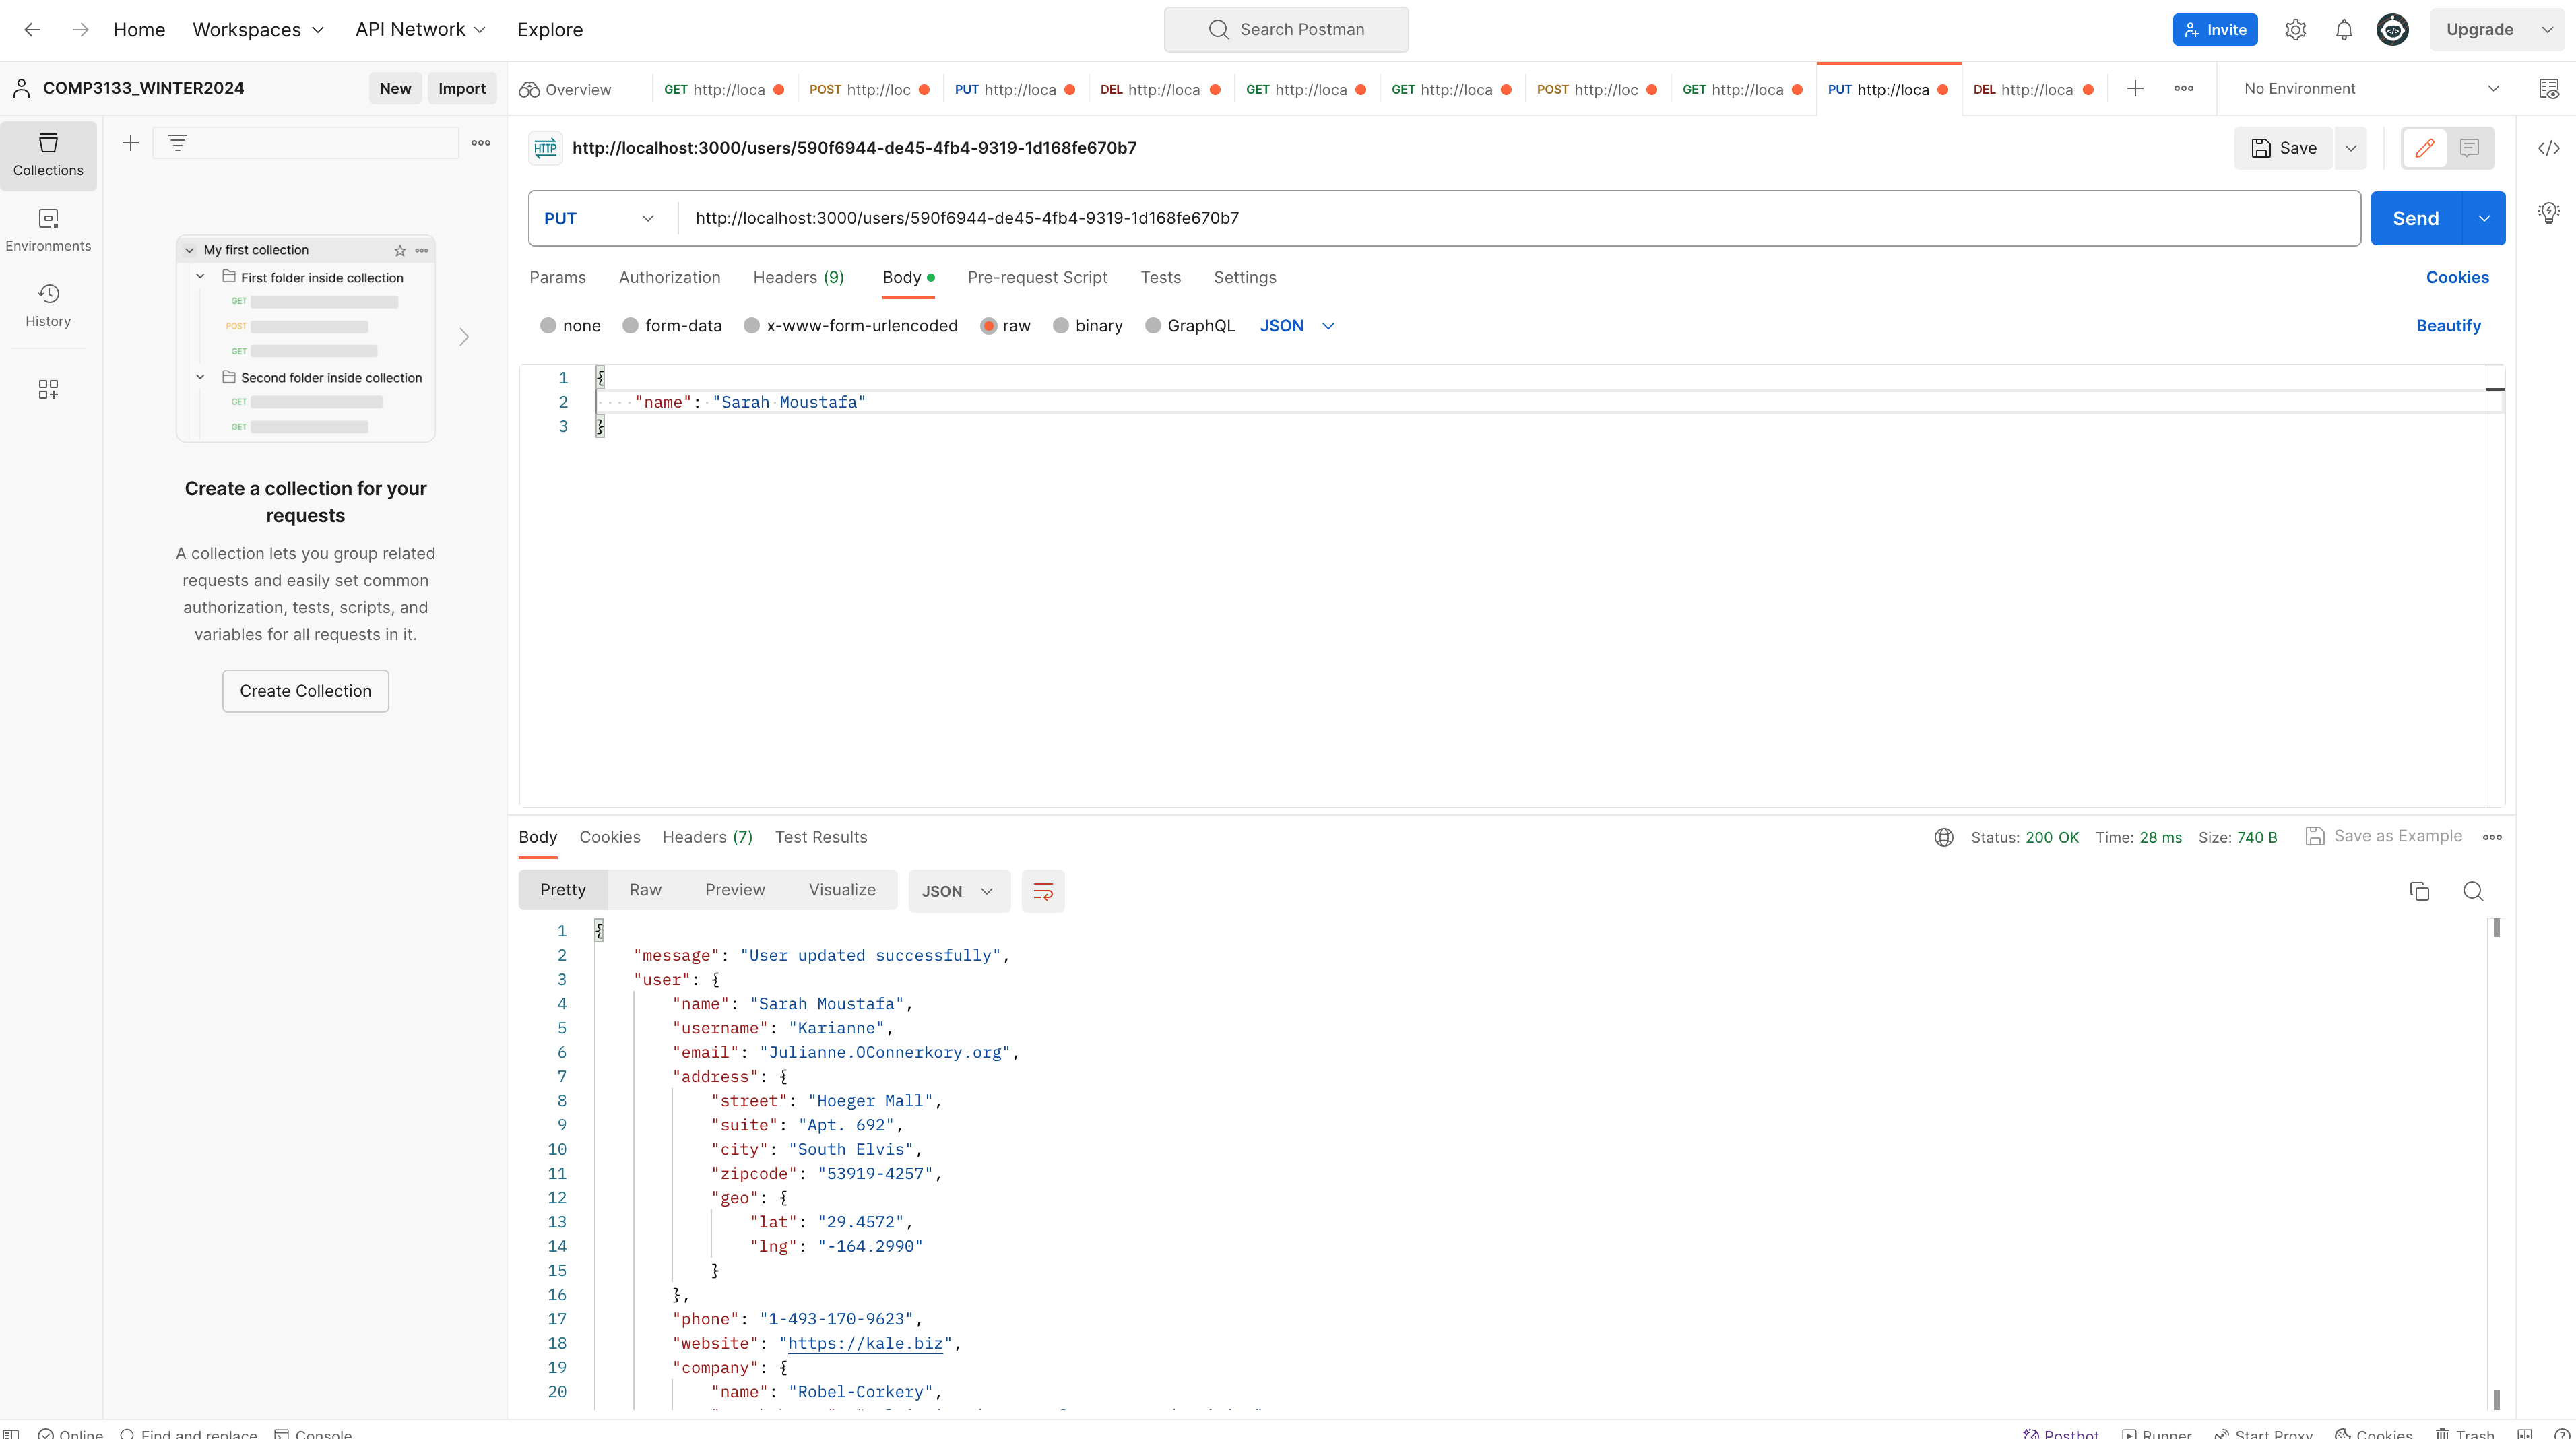 Home Workspaces API Network Explore Search Postman Invite Upgrade
COMP3133_WINTER2024 New Import
Overview GET http://loca POST http://loc PUT http://loca DEL http://loca GET http://loca GET http://loca POST http://loc GET http://loca PUT http://loca DEL http://loca No Environment
Collections
Environments
History
My first collection
First folder inside collection
GET
POST
GET
Second folder inside collection
GET
GET
Create a collection for your
requests
A collection lets you group related
requests and easily set common
authorization, tests, scripts, and
variables for all requests in it.
Create Collection
HTTP http://localhost:3000/users/590f6944-de45-4fb4-9319-1d168fe670b7 Save
PUT http://localhost:3000/users/590f6944-de45-4fb4-9319-1d168fe670b7 Send
Params Authorization Headers (9) Body Pre-request Script Tests Settings Cookies
none form-data x-www-form-urlencoded raw binary GraphQL JSON Beautify
1 {
2 "name": "Sarah Moustafa"
3 }
Body Cookies Headers (7) Test Results Status: 200 OK Time: 28 ms Size: 740 B Save as Example
Pretty Raw Preview Visualize JSON
1 {
2 "message": "User updated successfully",
3 "user": {
4 "name": "Sarah Moustafa",
5 "username": "Karianne",
6 "email": "Julianne.OConnerkory.org",
7 "address": {
8 "street": "Hoeger Mall",
9 "suite": "Apt. 692",
10 "city": "South Elvis",
11 "zipcode": "53919-4257",
12 "geo": {
13 "lat": "29.4572",
14 "lng": "-164.2990"
15 }
16 },
17 "phone": "1-493-170-9623",
18 "website": "https://kale.biz",
19 "company": {
20 "name": "Robel-Corkery",
Online Find and replace Console Postbot Runner Start Proxy Cookies Trash